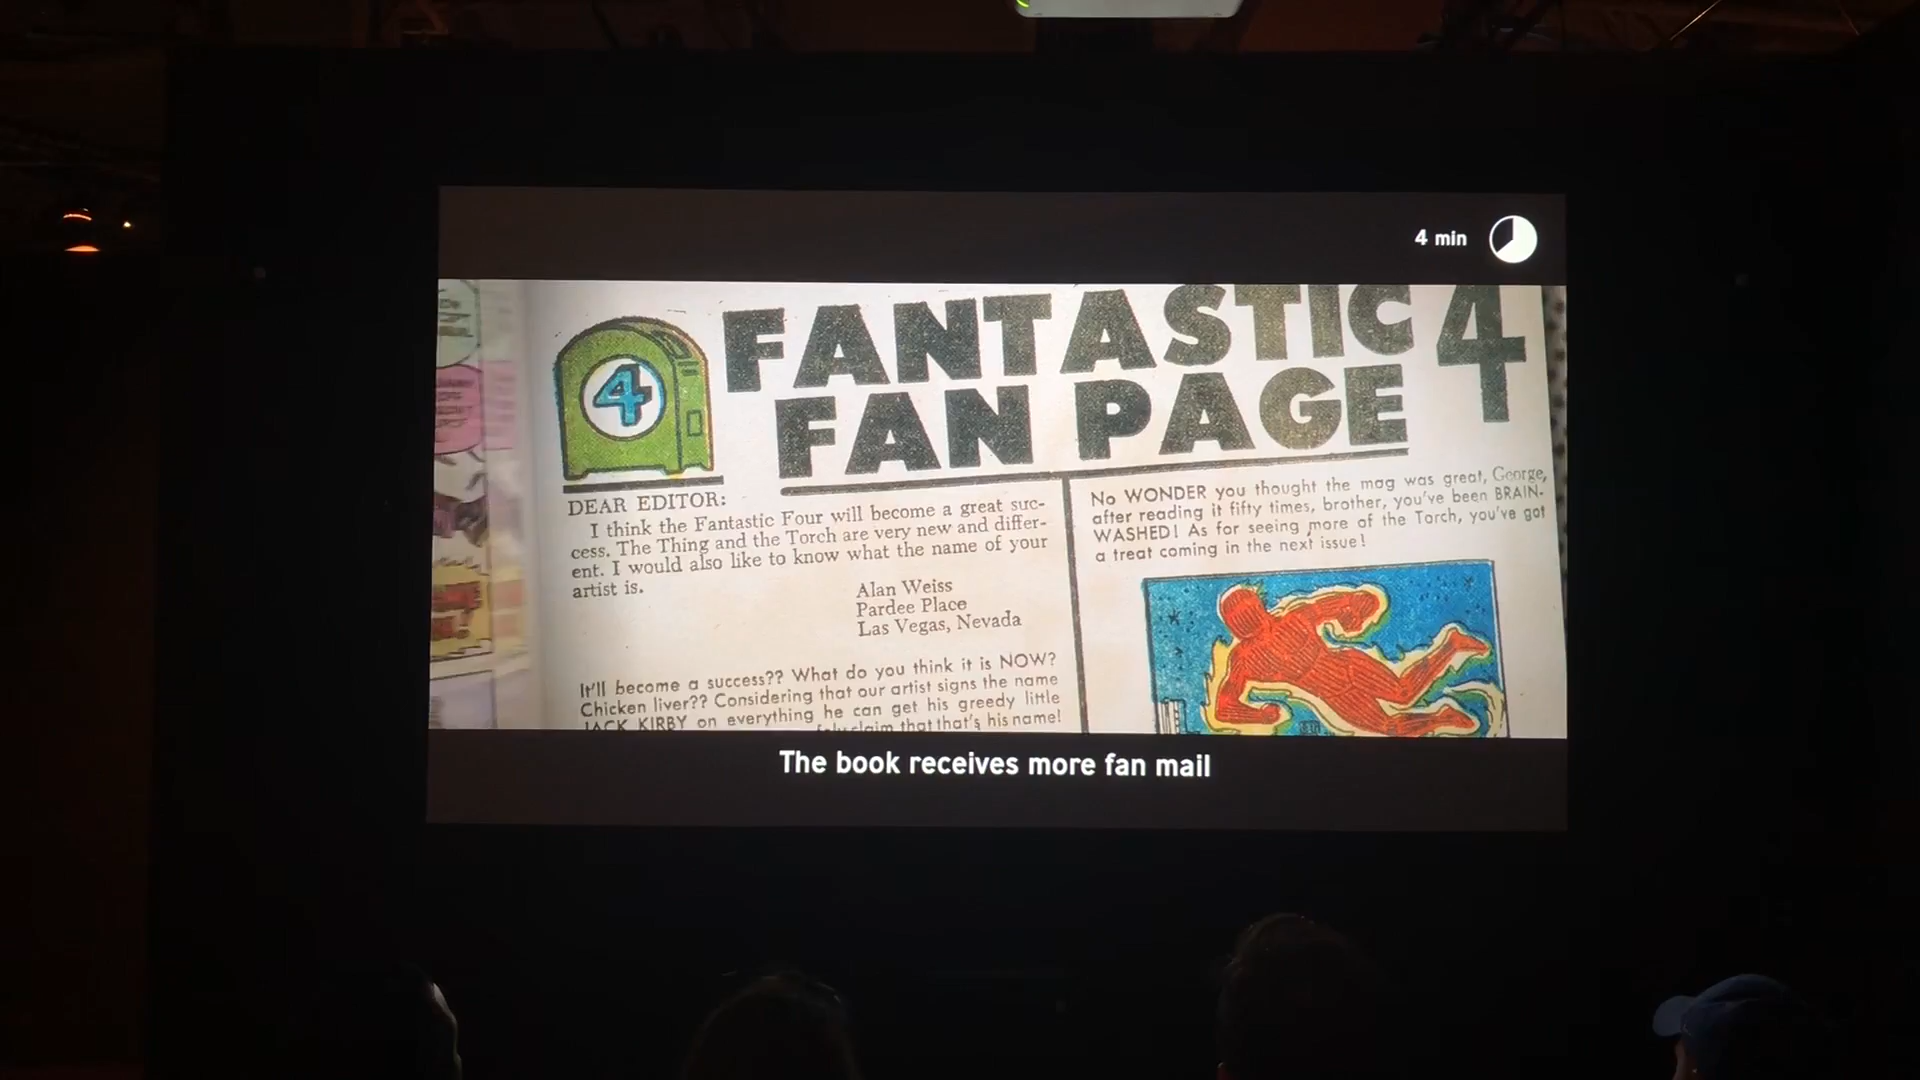 4 min
FANTASTIC 4
FAN PAGE
4
DEAR EDITOR:
I think the Fantastic Four will become a great suc-
cess. The Thing and the Torch are very new and differ-
ent. I would also like to know what the name of your
artist is.
Alan Weiss
Pardee Place
Las Vegas, Nevada
It'll become a success?? What do you think it is NOW?
Chicken liver?? Considering that our artist signs the name
JACK KIRBY on everything he can get his greedy little
claim that that's his name!
No WONDER you thought the mag was great, George,
after reading it fifty times, brother, you've been BRAIN-
WASHED! As for seeing more of the Torch, you've got
a treat coming in the next issue!
The book receives more fan mail